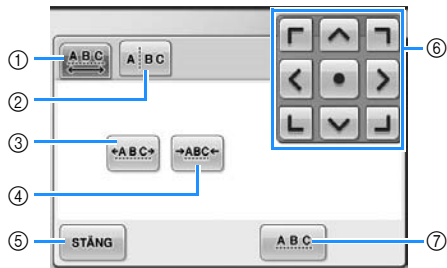 ① ABC A BC ⑥
②
③ ABC ABC
④
⑤ STÄNG ABC ⑦